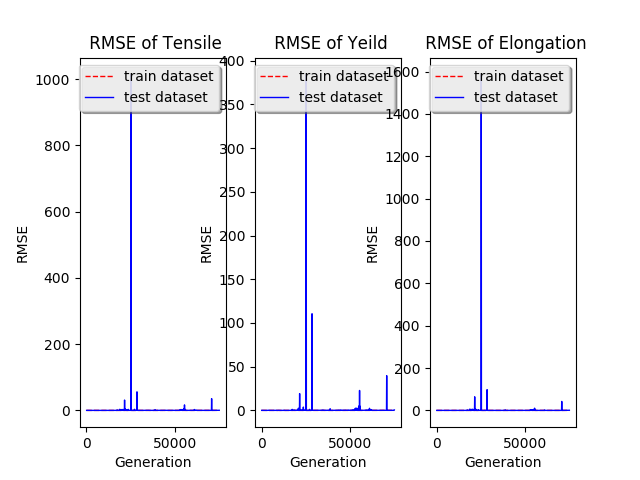 RMSE of Tensile
RMSE
1000
800
600
400
200
0
train dataset
test dataset
0
50000
Generation
RMSE of Yeild
RMSE
400
350
300
250
200
150
100
50
0
train dataset
test dataset
0
50000
Generation
RMSE of Elongation
RMSE
1600
1400
1200
1000
800
600
400
200
0
train dataset
test dataset
0
50000
Generation